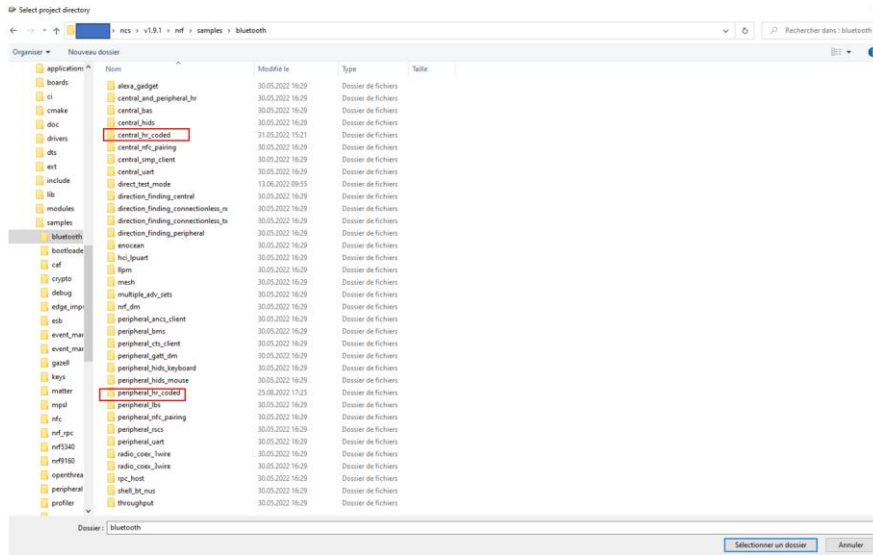 Select project directory
ncs > v1.9.1 > nrf > samples > bluetooth
Rechercher dans : bluetooth
Organiser Nouveau dossier
Nom Modifié le Type Taille
applications
boards
ci
cmake
doc
drivers
dts
ext
include
lib
modules
samples
bluetooth
bootloade
caf
crypto
debug
edge_impu
esb
event_mar
event_mar
gazell
keys
matter
mpsl
nfc
nrf_rpc
nrf5340
nrf9160
openthrea
peripheral
profiler
alexa_gadget 30.05.2022 16:29 Dossier de fichiers
central_and_peripheral_hr 30.05.2022 16:29 Dossier de fichiers
central_bas 30.05.2022 16:29 Dossier de fichiers
central_hids 30.05.2022 16:29 Dossier de fichiers
central_hr_coded 31.05.2022 15:21 Dossier de fichiers
central_nfc_pairing 30.05.2022 16:29 Dossier de fichiers
central_smp_client 30.05.2022 16:29 Dossier de fichiers
central_uart 30.05.2022 16:29 Dossier de fichiers
direct_test_mode 13.06.2022 09:55 Dossier de fichiers
direction_finding_central 30.05.2022 16:29 Dossier de fichiers
direction_finding_connectionless_rx 30.05.2022 16:29 Dossier de fichiers
direction_finding_connectionless_tx 30.05.2022 16:29 Dossier de fichiers
direction_finding_peripheral 30.05.2022 16:29 Dossier de fichiers
enocean 30.05.2022 16:29 Dossier de fichiers
hci_lpuart 30.05.2022 16:29 Dossier de fichiers
llpm 30.05.2022 16:29 Dossier de fichiers
mesh 30.05.2022 16:29 Dossier de fichiers
multiple_adv_sets 30.05.2022 16:29 Dossier de fichiers
nrf_dm 30.05.2022 16:29 Dossier de fichiers
peripheral_ancs_client 30.05.2022 16:29 Dossier de fichiers
peripheral_bms 30.05.2022 16:29 Dossier de fichiers
peripheral_cts_client 30.05.2022 16:29 Dossier de fichiers
peripheral_gatt_dm 30.05.2022 16:29 Dossier de fichiers
peripheral_hids_keyboard 30.05.2022 16:29 Dossier de fichiers
peripheral_hids_mouse 30.05.2022 16:29 Dossier de fichiers
peripheral_hr_coded 25.08.2022 17:25 Dossier de fichiers
peripheral_lbs 30.05.2022 16:29 Dossier de fichiers
peripheral_nfc_pairing 30.05.2022 16:29 Dossier de fichiers
peripheral_rscs 30.05.2022 16:29 Dossier de fichiers
peripheral_uart 30.05.2022 16:29 Dossier de fichiers
radio_coex_1wire 30.05.2022 16:29 Dossier de fichiers
radio_coex_3wire 30.05.2022 16:29 Dossier de fichiers
rpc_host 30.05.2022 16:29 Dossier de fichiers
shell_bt_nus 30.05.2022 16:29 Dossier de fichiers
throughput 30.05.2022 16:29 Dossier de fichiers
Dossier : bluetooth
Sélectionner un dossier Annuler